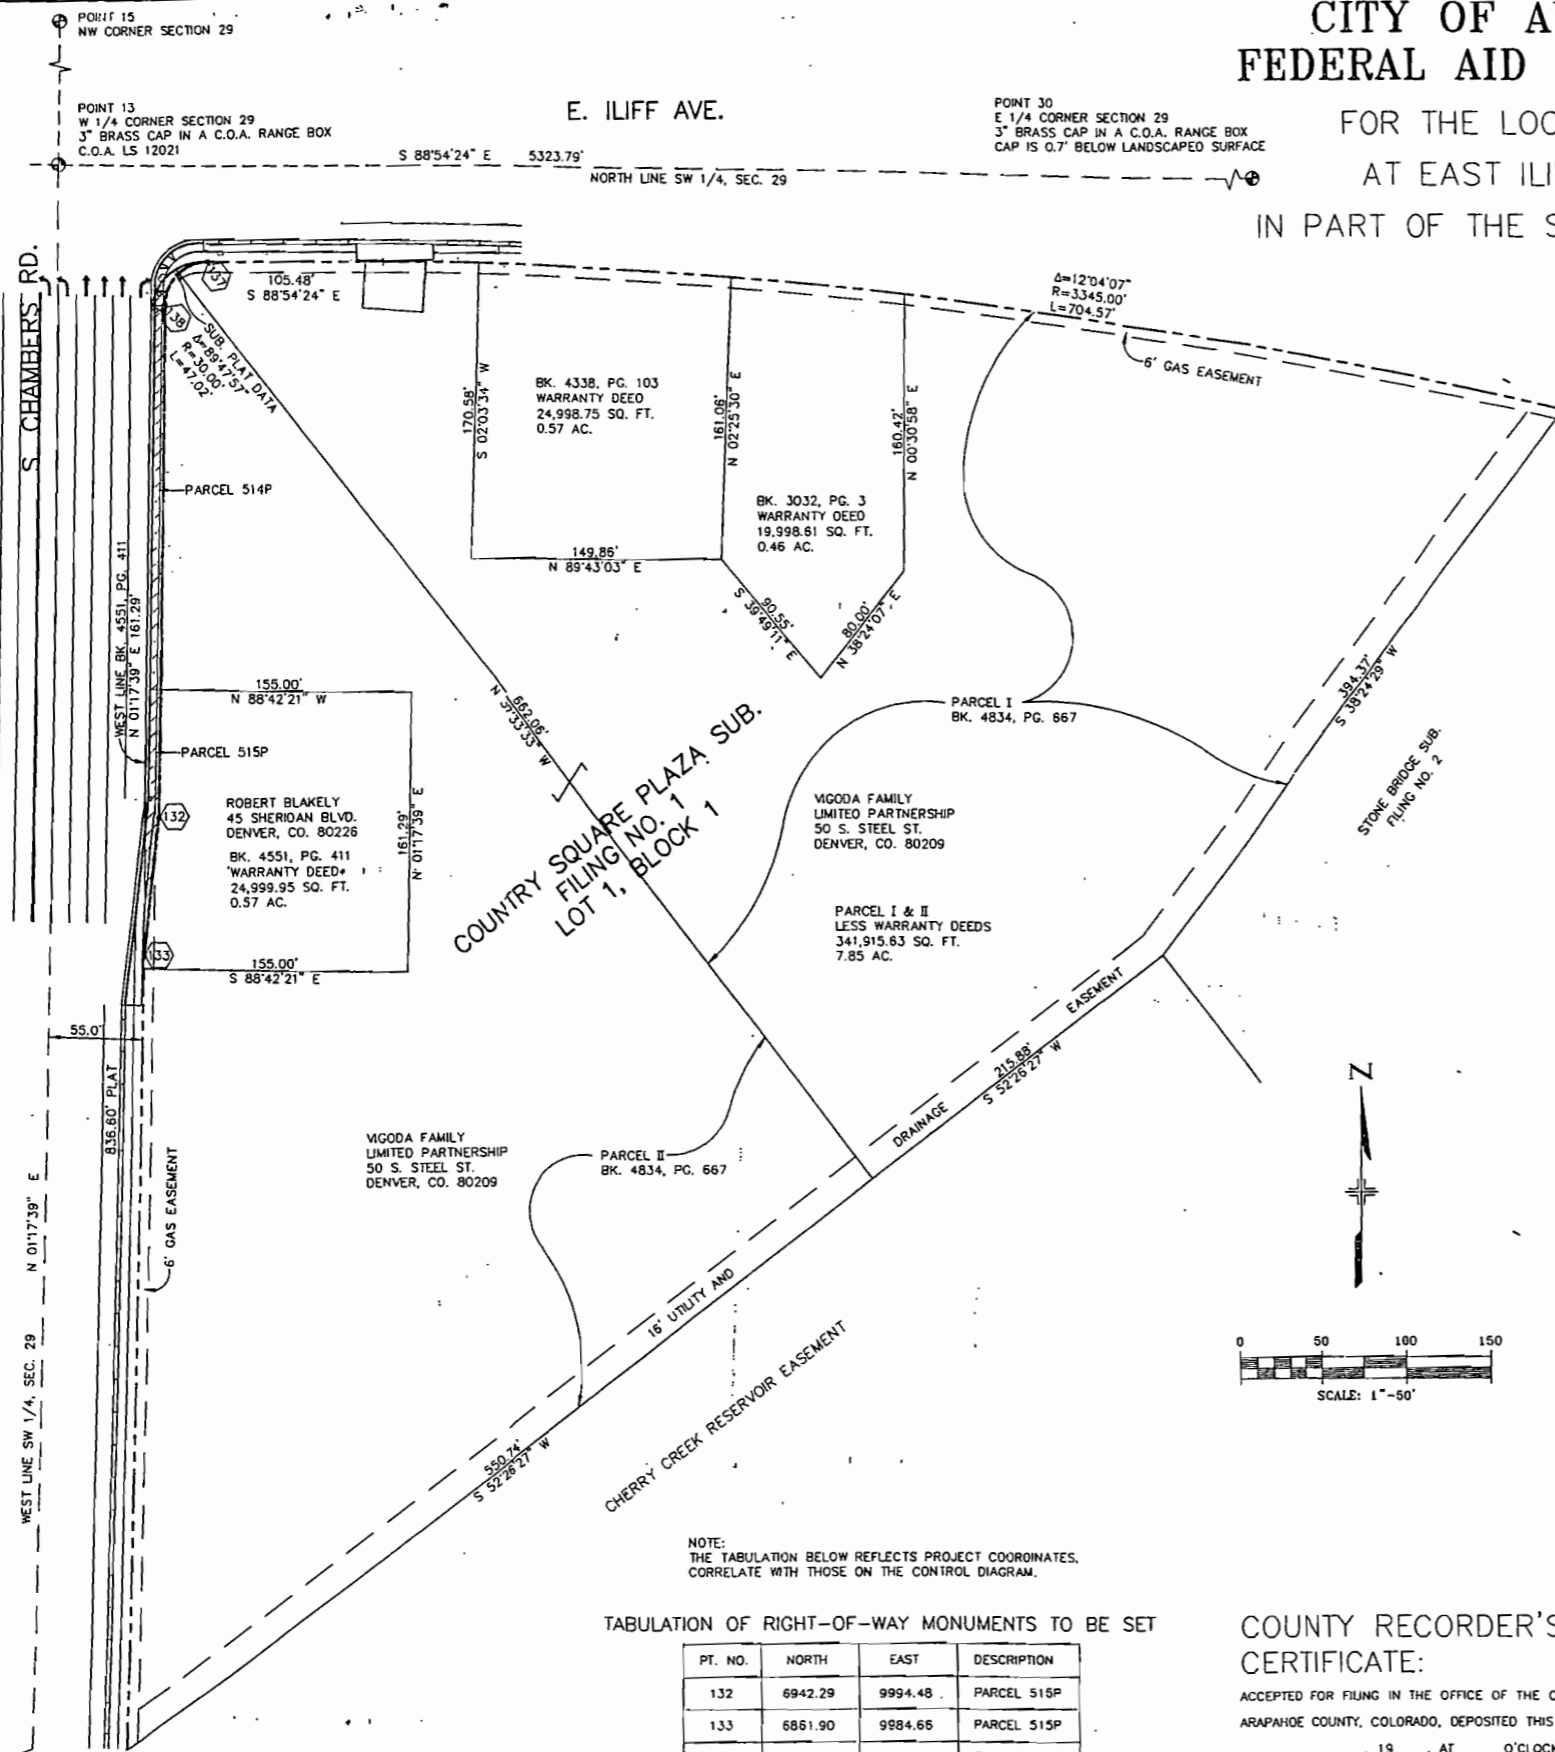 POINT 15
NW CORNER SECTION 29
CITY OF
FEDERAL AID
POINT 13
W 1/4 CORNER SECTION 29
3" BRASS CAP IN A C.O.A. RANGE BOX
C.O.A. LS 12021
E. ILIFF AVE.
POINT 30
E 1/4 CORNER SECTION 29
3" BRASS CAP IN A C.O.A. RANGE BOX
CAP IS 0.7' BELOW LANDSCAPED SURFACE
FOR THE LOC
AT EAST ILI
IN PART OF THE S
S 88°54'24" E 5323.79'
NORTH LINE SW 1/4, SEC. 29
S. CHAMBERS RD.
137
105.48'
S 88°54'24" E
138
SUB. PLAT DATA
Δ=89°47'57"
R=30.00'
L=47.02'
Δ=12°04'07"
R=3345.00'
L=704.57'
6' GAS EASEMENT
170.58'
S 02°03'34" W
BK. 4338, PG. 103
WARRANTY DEED
24,998.75 SQ. FT.
0.57 AC.
161.06'
N 02°25'30" E
160.42'
N 00°30'58" E
BK. 3032, PG. 3
WARRANTY DEED
19,998.61 SQ. FT.
0.46 AC.
PARCEL 514P
149.86'
N 89°43'03" E
90.55'
S 39°49'11" E
80.00'
N 38°24'07" E
WEST LINE BK. 4551, PG. 411
N 01°17'39" E 161.29'
155.00'
N 88°42'21" W
662.06'
N 37°33'33" W
PARCEL I
BK. 4834, PG. 667
394.37'
S 38°24'29" W
STONE BRIDGE SUB.
FILING NO. 2
PARCEL 515P
132
ROBERT BLAKELY
45 SHERIDAN BLVD.
DENVER, CO. 80226
BK. 4551, PG. 411
WARRANTY DEED
24,999.95 SQ. FT.
0.57 AC.
161.29'
N 01°17'39" E
COUNTRY SQUARE PLAZA SUB.
FILING NO. 1
LOT 1, BLOCK 1
VIGODA FAMILY
LIMITED PARTNERSHIP
50 S. STEEL ST.
DENVER, CO. 80209
PARCEL I & II
LESS WARRANTY DEEDS
341,915.63 SQ. FT.
7.85 AC.
133
155.00'
S 88°42'21" E
55.0'
836.60' PLAT
215.88'
S 52°26'27" W
16' UTILITY AND DRAINAGE EASEMENT
N
VIGODA FAMILY
LIMITED PARTNERSHIP
50 S. STEEL ST.
DENVER, CO. 80209
PARCEL II
BK. 4834, PG. 667
6' GAS EASEMENT
WEST LINE SW 1/4, SEC. 29 N 01°17'39" E
CHERRY CREEK RESERVOIR EASEMENT
550.74'
S 52°26'27" W
0 50 100 150
SCALE: 1"-50'
NOTE:
THE TABULATION BELOW REFLECTS PROJECT COORDINATES,
CORRELATE WITH THOSE ON THE CONTROL DIAGRAM.
TABULATION OF RIGHT-OF-WAY MONUMENTS TO BE SET
PT. NO. NORTH EAST DESCRIPTION
132 6942.29 9994.48 PARCEL 515P
133 6861.90 9984.66 PARCEL 515P
COUNTY RECORDER'S
CERTIFICATE:
ACCEPTED FOR FILING IN THE OFFICE OF THE
ARAPAHOE COUNTY, COLORADO, DEPOSITED THIS
19 AT O'CLOCK